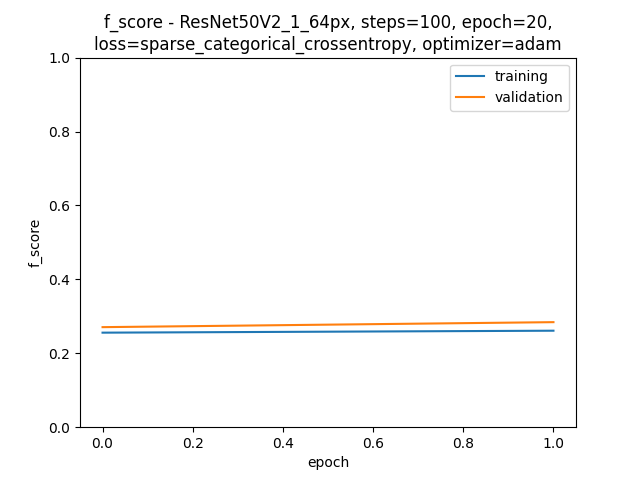 f_score - ResNet50V2_1_64px, steps=100, epoch=20,
loss=sparse_categorical_crossentropy, optimizer=adam
training
validation
f_score
1.0
0.8
0.6
0.4
0.2
0.0
0.0 0.2 0.4 0.6 0.8 1.0
epoch